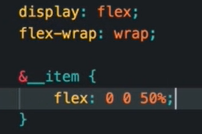 display: flex;
flex-wrap: wrap;
&__item {
flex: 0 0 50%;
}